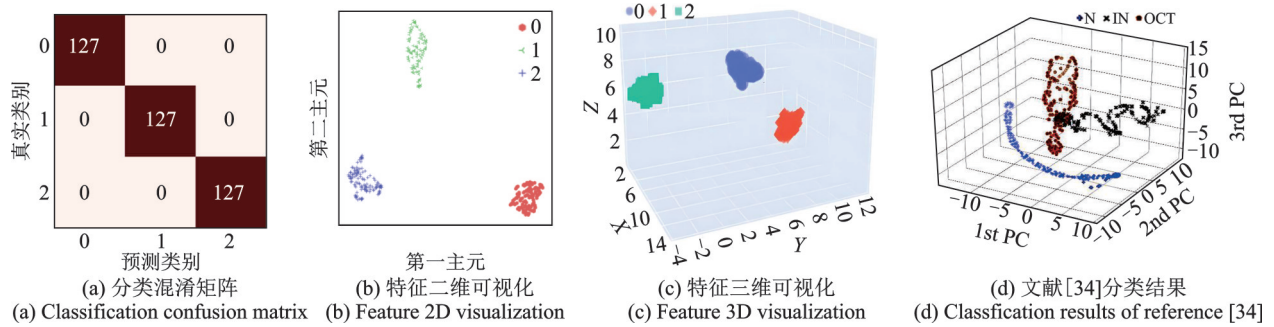 真实类别
0
1
2
127 0 0
0 127 0
0 0 127
0 1 2
预测类别
(a) 分类混淆矩阵
(a) Classification confusion matrix
第二主元
0
1
2
第一主元
(b) 特征二维可视化
(b) Feature 2D visualization
0 1 2
Z
10
8
6
4
2
2
X
2
6
10
14
Y
-4 -2 0 2 4 6 8 10 12
(c) 特征三维可视化
(c) Feature 3D visualization
N IN OCT
3rd PC
15
10
5
0
-5
-10
1st PC
-10 -5 0 5 10
2nd PC
-10 -5 0 5 10
(d) 文献[34]分类结果
(d) Classfication results of reference [34]